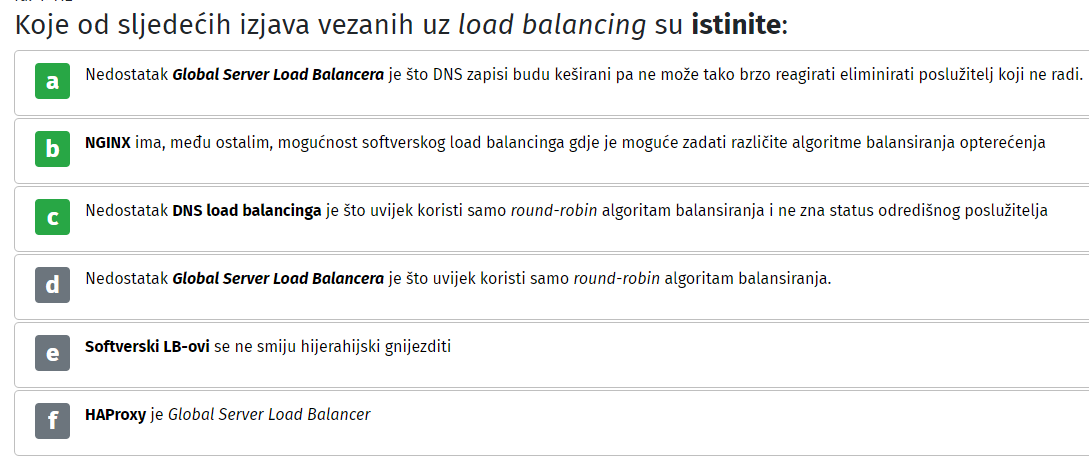 Koje od sljedećih izjava vezanih uz load balancing su istinite:
a Nedostatak Global Server Load Balancera je što DNS zapisi budu keširani pa ne može tako brzo reagirati eliminirati poslužitelj koji ne radi.
b NGINX ima, među ostalim, mogućnost softverskog load balancinga gdje je moguće zadati različite algoritme balansiranja opterećenja
c Nedostatak DNS load balancinga je što uvijek koristi samo round-robin algoritam balansiranja i ne zna status odredišnog poslužitelja
d Nedostatak Global Server Load Balancera je što uvijek koristi samo round-robin algoritam balansiranja.
e Softverski LB-ovi se ne smiju hijerahijski gnijezditi
f HAProxy je Global Server Load Balancer